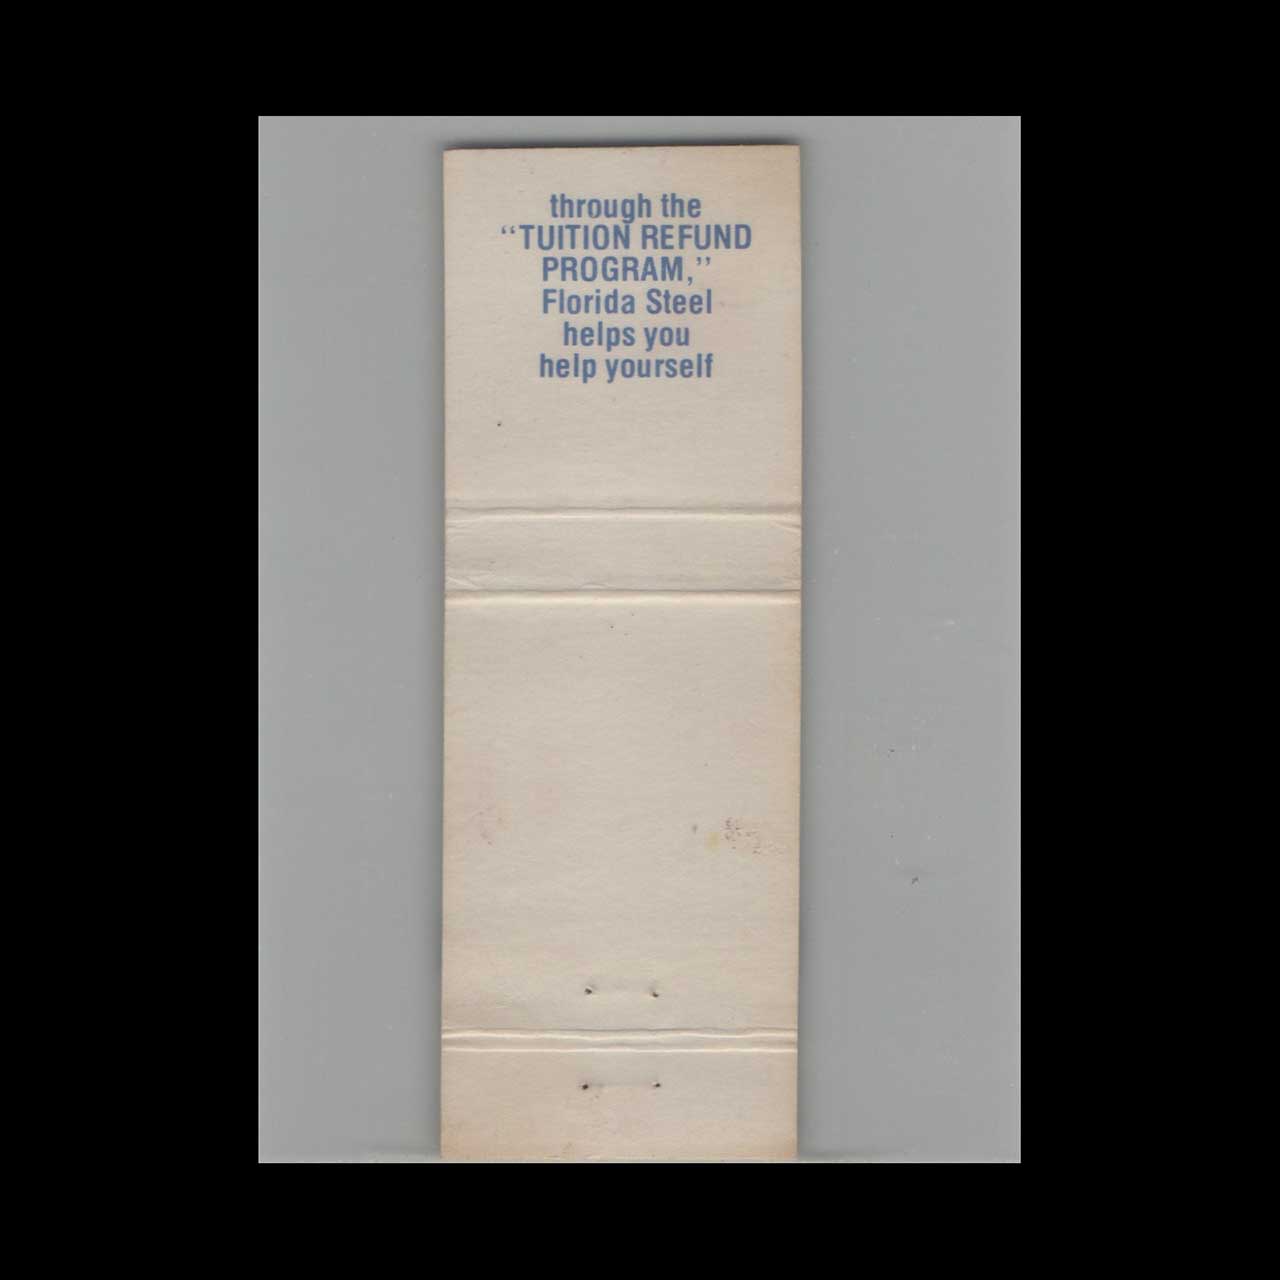 through the
“TUITION REFUND
PROGRAM,”
Florida Steel
helps you
help yourself